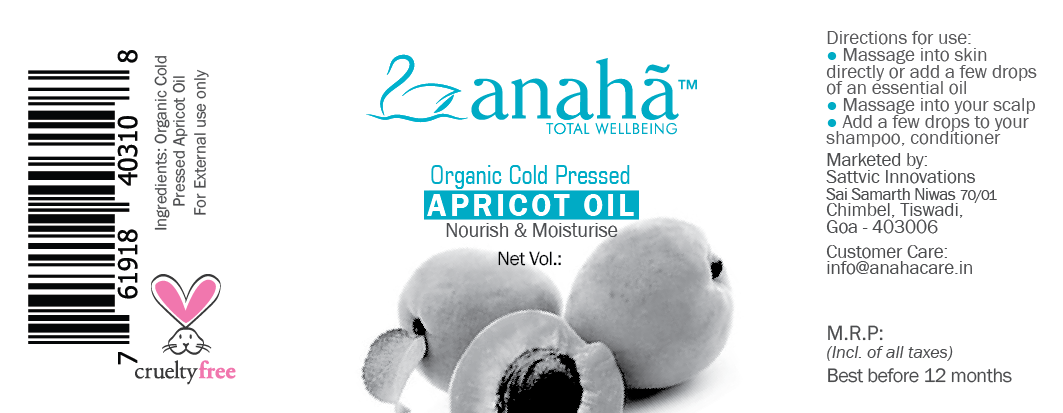 7 61918 40310 8
Ingredients: Organic Cold
Pressed Apricot Oil
For External use only
crueltyfree
anahã™
TOTAL WELLBEING
Organic Cold Pressed
APRICOT OIL
Nourish & Moisturise
Net Vol.:
Directions for use:
● Massage into skin
directly or add a few drops
of an essential oil
● Massage into your scalp
● Add a few drops to your
shampoo, conditioner
Marketed by:
Sattvic Innovations
Sai Samarth Niwas 70/01
Chimbel, Tiswadi,
Goa - 403006
Customer Care:
info@anahacare.in
M.R.P:
(Incl. of all taxes)
Best before 12 months